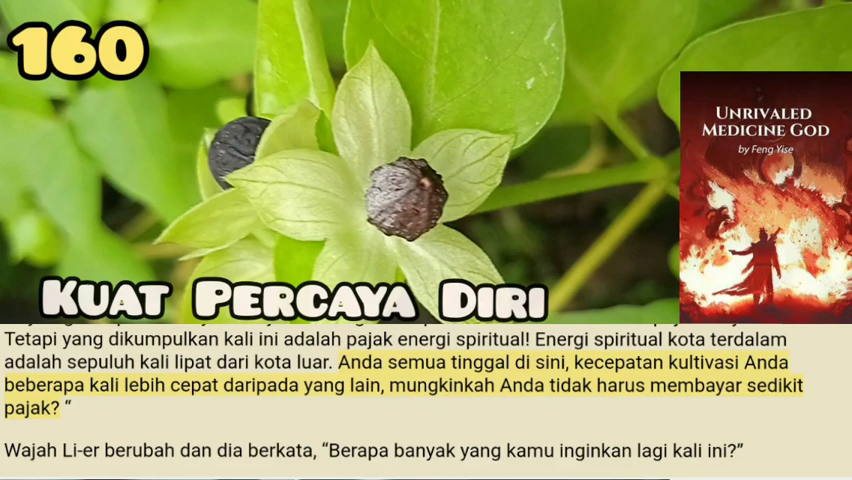 160
UNRIVALED
MEDICINE GOD
by Feng Yise
KUAT PERCAYA DIRI
Tetapi yang dikumpulkan kali ini adalah pajak energi spiritual! Energi spiritual kota terdalam
adalah sepuluh kali lipat dari kota luar. Anda semua tinggal di sini, kecepatan kultivasi Anda
beberapa kali lebih cepat daripada yang lain, mungkinkah Anda tidak harus membayar sedikit
pajak? “
Wajah Li-er berubah dan dia berkata, “Berapa banyak yang kamu inginkan lagi kali ini?”